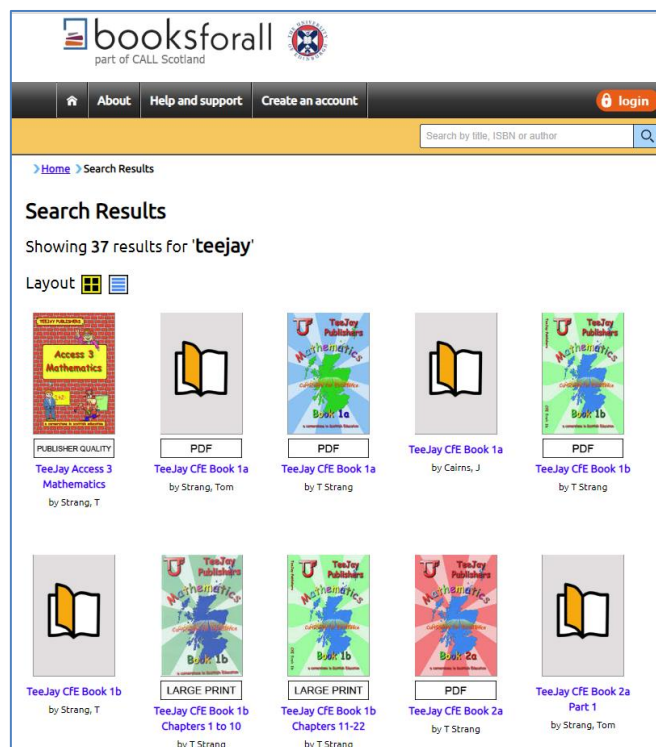 booksforall
part of CALL Scotland
THE UNIVERSITY
OF EDINBURGH
About Help and support Create an account login
Search by title, ISBN or author
Home Search Results
Search Results
Showing 37 results for 'teejay'
Layout
TEEJAY PUBLISHERS
Access 3
Mathematics
PUBLISHER QUALITY
TeeJay Access 3
Mathematics
by Strang, T
PDF
TeeJay CfE Book 1a
by Strang, Tom
TeeJay
Publishers
Mathematics
Book 1a
PDF
TeeJay CfE Book 1a
by T Strang
TeeJay CfE Book 1a
by Cairns, J
TeeJay
Publishers
Mathematics
Book 1b
PDF
TeeJay CfE Book 1b
by T Strang
TeeJay CfE Book 1b
by Strang, T
TeeJay
Publishers
Mathematics
Book 1b
LARGE PRINT
TeeJay CfE Book 1b
Chapters 1 to 10
by T Strang
TeeJay
Publishers
Mathematics
Book 1b
LARGE PRINT
TeeJay CfE Book 1b
Chapters 11-22
by T Strang
TeeJay
Publishers
Mathematics
Book 2a
PDF
TeeJay CfE Book 2a
by T Strang
TeeJay CfE Book 2a
Part 1
by Strang, Tom